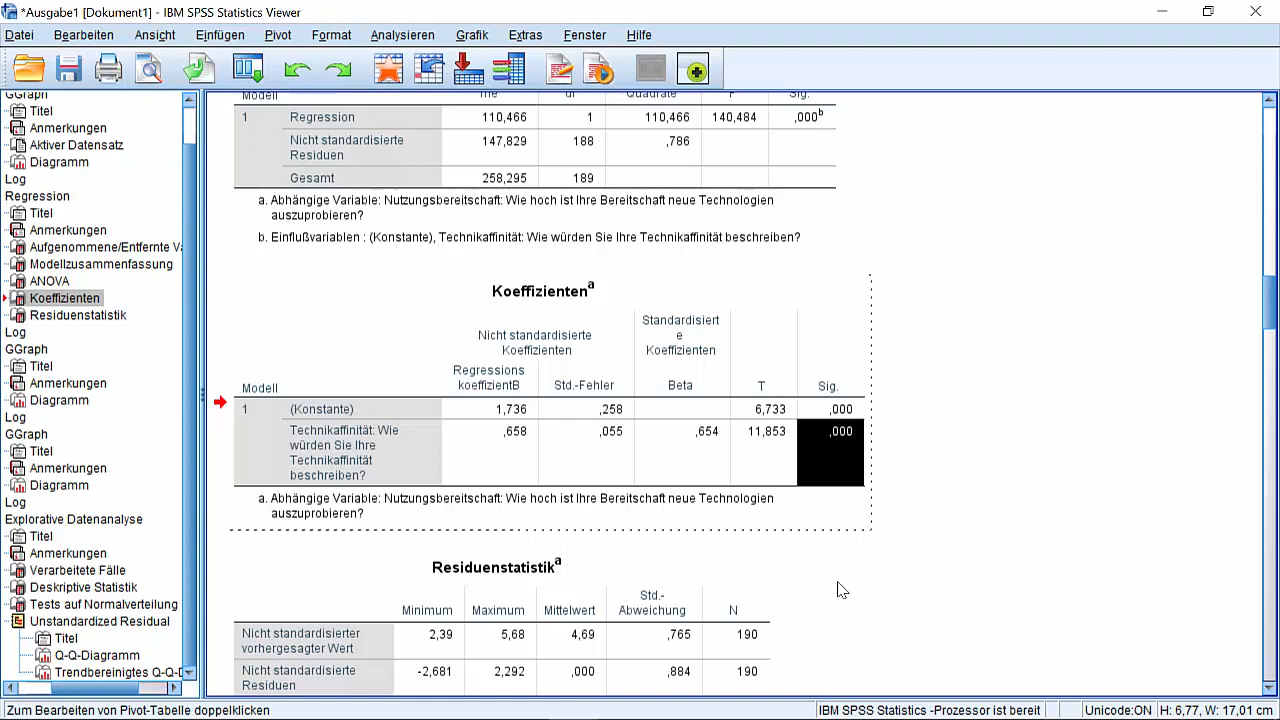 *Ausgabe1 [Dokument1] - IBM SPSS Statistics Viewer
Datei Bearbeiten Ansicht Einfügen Pivot Format Analysieren Grafik Extras Fenster Hilfe
GGraph
Titel
Anmerkungen
Aktiver Datensatz
Diagramm
Log
Regression
Titel
Anmerkungen
Aufgenommene/Entfernte Va
Modellzusammenfassung
ANOVA
Koeffizienten
Residuenstatistik
Log
GGraph
Titel
Anmerkungen
Diagramm
Log
GGraph
Titel
Anmerkungen
Diagramm
Log
Explorative Datenanalyse
Titel
Anmerkungen
Verarbeitete Fälle
Deskriptive Statistik
Tests auf Normalverteilung
Unstandardized Residual
Titel
Q-Q-Diagramm
Trendbereinigtes Q-Q-D
Modell me df Quadrate F Sig.
1 Regression 110,466 1 110,466 140,484 ,000b
Nicht standardisierte Residuen 147,829 188 ,786
Gesamt 258,295 189
a. Abhängige Variable: Nutzungsbereitschaft: Wie hoch ist Ihre Bereitschaft neue Technologien
auszuprobieren?
b. Einflußvariablen : (Konstante), Technikaffinität: Wie würden Sie Ihre Technikaffinität beschreiben?
Koeffizientena
Nicht standardisierte
Koeffizienten
Standardisiert
e
Koeffizienten
Modell
Regressions
koeffizientB
Std.-Fehler Beta T Sig.
1 (Konstante) 1,736 ,258 6,733 ,000
Technikaffinität: Wie ,658 ,055 ,654 11,853 ,000
würden Sie Ihre
Technikaffinität
beschreiben?
a. Abhängige Variable: Nutzungsbereitschaft: Wie hoch ist Ihre Bereitschaft neue Technologien
auszuprobieren?
Residuenstatistika
Minimum Maximum Mittelwert Std.-
Abweichung N
Nicht standardisierter 2,39 5,68 4,69 ,765 190
vorhergesagter Wert
Nicht standardisierte -2,681 2,292 ,000 ,884 190
Residuen
Zum Bearbeiten von Pivot-Tabelle doppelklicken
IBM SPSS Statistics -Prozessor ist bereit
Unicode:ON
H: 6,77, W: 17,01 cm